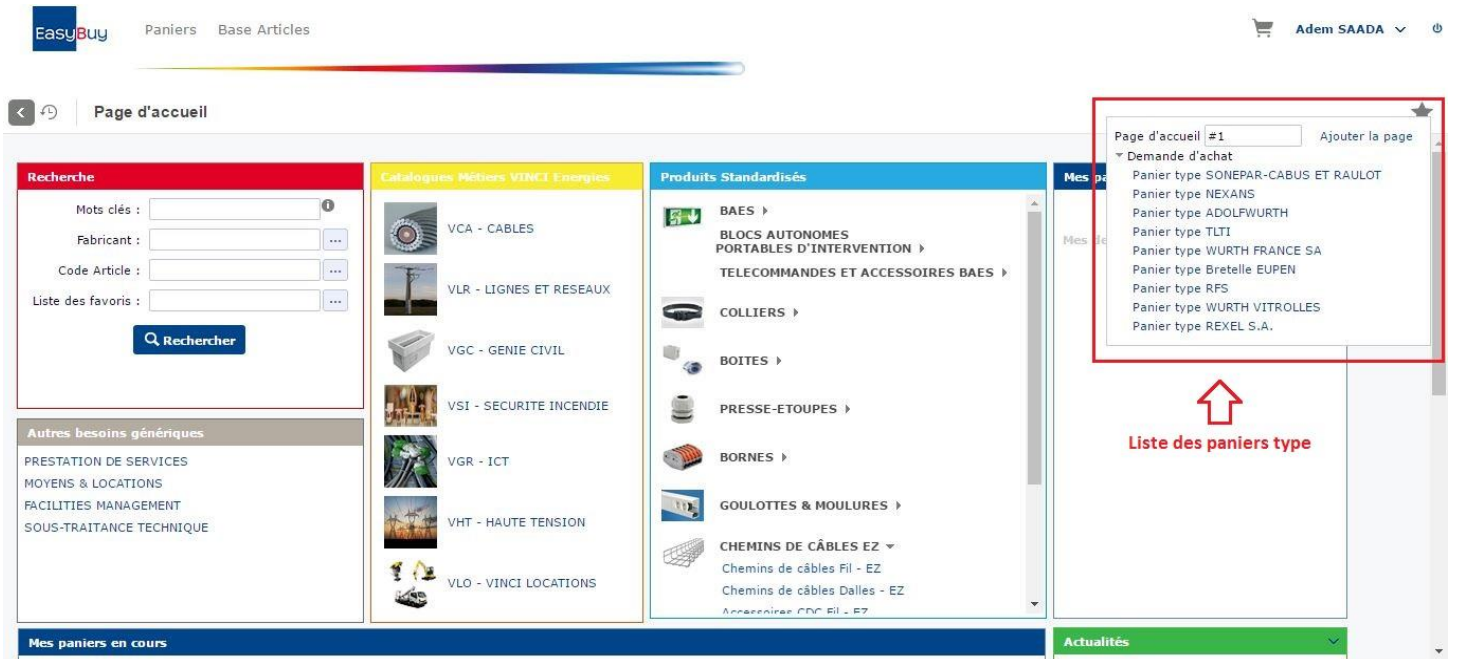 EasyBuy
Paniers Base Articles
Adem SAADA
Page d'accueil
Page d'accueil #1 Ajouter la page
Demande d'achat
Panier type SONEPAR-CABUS ET RAULOT
Panier type NEXANS
Panier type ADOLFWURTH
Panier type TLTI
Panier type WURTH FRANCE SA
Panier type Bretelle EUPEN
Panier type RFS
Panier type WURTH VITROLLES
Panier type REXEL S.A.
Liste des paniers type
Recherche
Mots clés :
Fabricant : ...
Code Article : ...
Liste des favoris : ...
Rechercher
Autres besoins génériques
PRESTATION DE SERVICES
MOYENS & LOCATIONS
FACILITIES MANAGEMENT
SOUS-TRAITANCE TECHNIQUE
Catalogues Métiers VINCI Energies
VCA - CABLES
VLR - LIGNES ET RESEAUX
VGC - GENIE CIVIL
VSI - SECURITE INCENDIE
VGR - ICT
VHT - HAUTE TENSION
VLO - VINCI LOCATIONS
Produits Standardisés
BAES
BLOCS AUTONOMES
PORTABLES D'INTERVENTION
TELECOMMANDES ET ACCESSOIRES BAES
COLLIERS
BOITES
PRESSE-ETOUPES
BORNES
GOULOTTES & MOULURES
CHEMINS DE CÂBLES EZ
Chemins de câbles Fil - EZ
Chemins de câbles Dalles - EZ
Accessoires CDC Fil - EZ
Mes pa
Mes de
Mes paniers en cours
Actualités